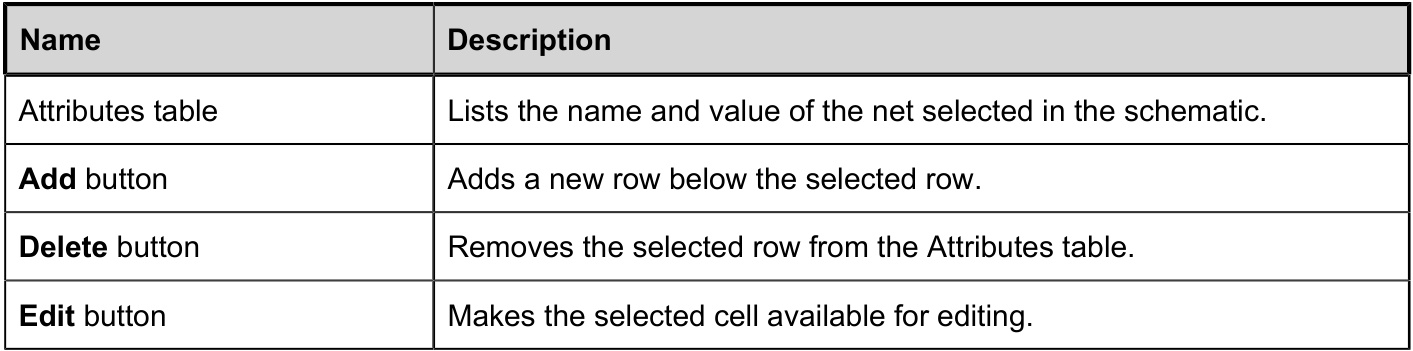 Name Description
Attributes table Lists the name and value of the net selected in the schematic.
Add button Adds a new row below the selected row.
Delete button Removes the selected row from the Attributes table.
Edit button Makes the selected cell available for editing.